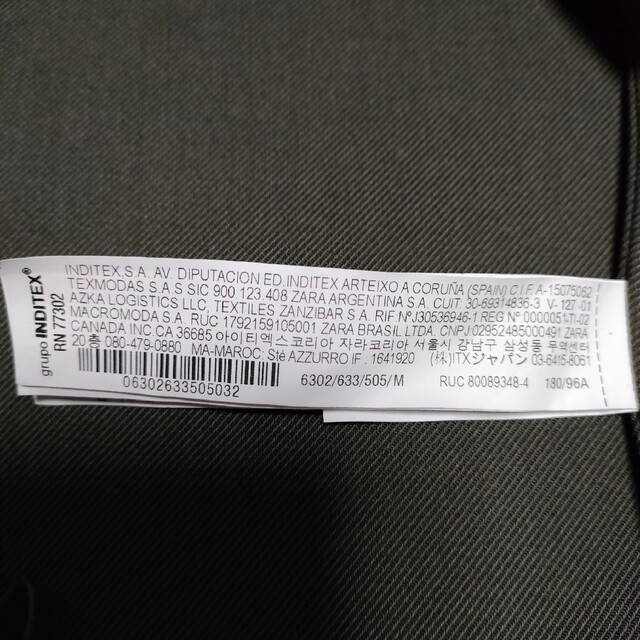 grupo INDITEX®
RN 77302
INDITEX,S.A. AV. DIPUTACION ED.INDITEX ARTEIXO A CORUÑA (SPAIN) C.I.F. A-15075062
TEXMODAS S.A.S SIC 900.123.408 ZARA ARGENTINA S.A. CUIT 30-69314836-3 V-127.01
AZKA LOGISTICS LLC, TEXTILES ZANZIBAR S.A. RIF NºJ30536946-1 REG Nº 0000051-TN/02
MACROMODA S.A. RUC 1792159105001 ZARA BRASIL LTDA. CNPJ 02952485000491 ZARA
CANADA INC CA 36685 아이티엑스코리아 자라코리아 서울시 강남구 삼성동 무역센터
20층 080-479-0880 MA-MAROC: Sté AZZURRO IF : 1641920 (株)ITXジャパン 03-6415-8061
06302633505032 6302/633/505/M RUC 80089348-4 180/96A